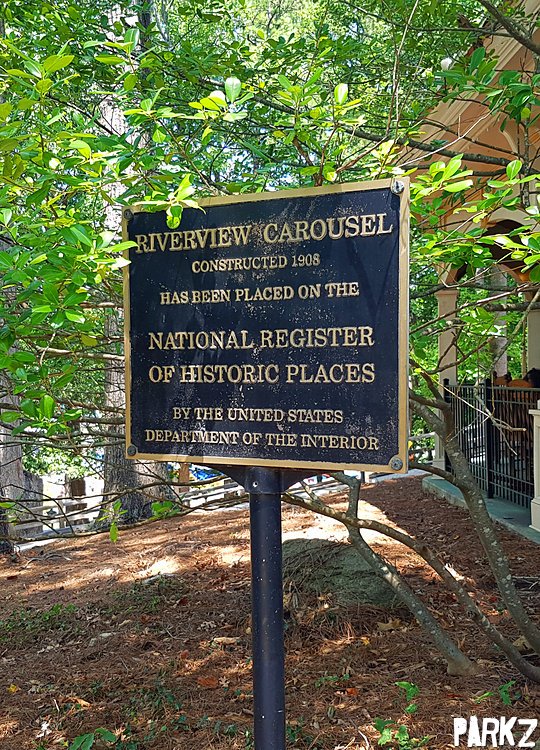 RIVERVIEW CAROUSEL
CONSTRUCTED 1908
HAS BEEN PLACED ON THE
NATIONAL REGISTER
OF HISTORIC PLACES
BY THE UNITED STATES
DEPARTMENT OF THE INTERIOR
PARKZ